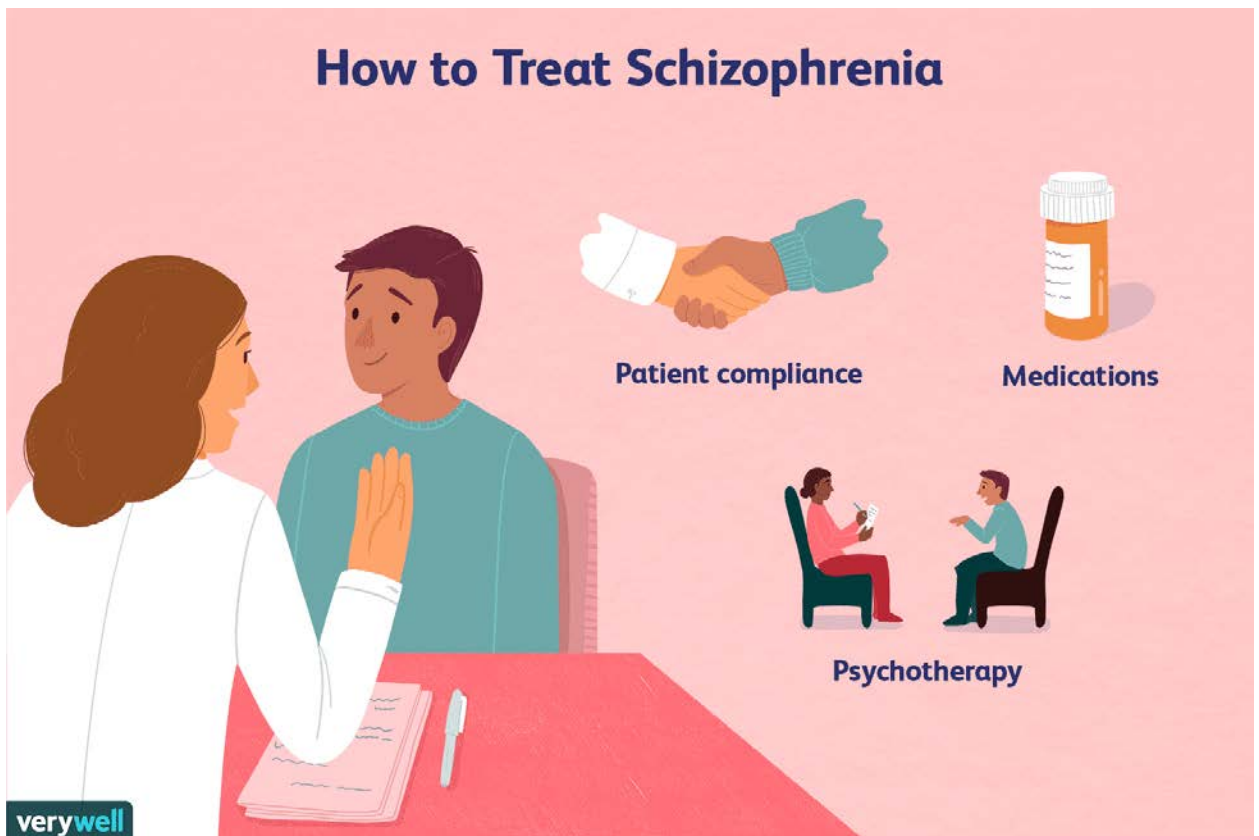 How to Treat Schizophrenia
Patient compliance
Medications
Psychotherapy
verywell